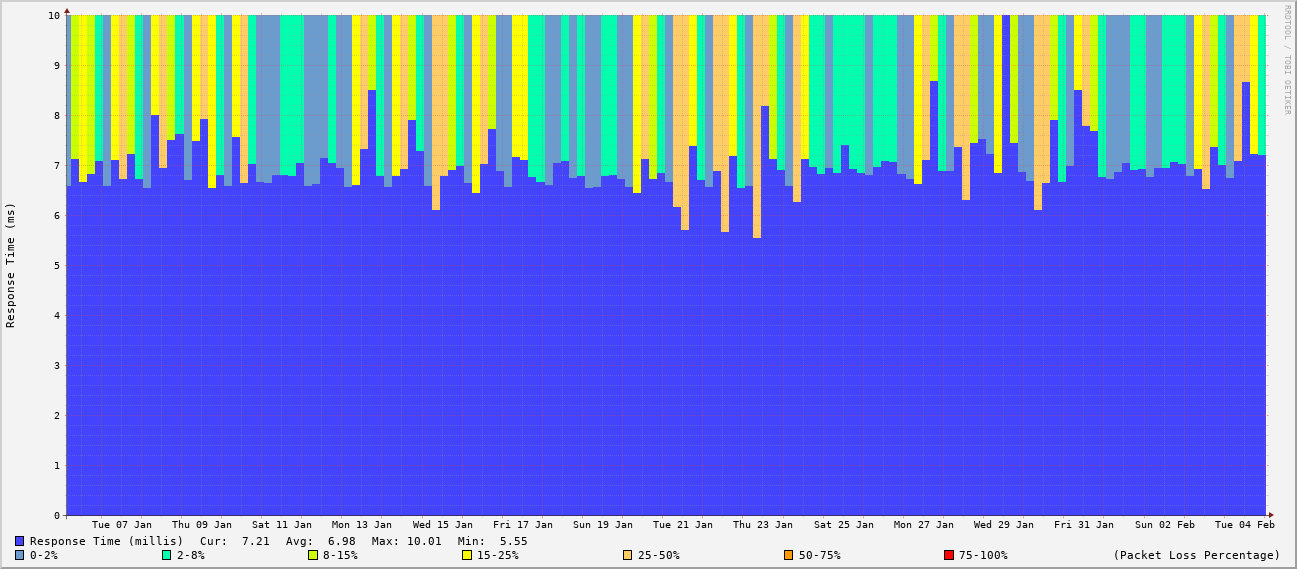 RRDTOOL / TOBI OETIKER
Response Time (ms)
10
9
8
7
6
5
4
3
2
1
0
Tue 07 Jan Thu 09 Jan Sat 11 Jan Mon 13 Jan Wed 15 Jan Fri 17 Jan Sun 19 Jan Tue 21 Jan Thu 23 Jan Sat 25 Jan Mon 27 Jan Wed 29 Jan Fri 31 Jan Sun 02 Feb Tue 04 Feb
Response Time (millis) Cur: 7.21 Avg: 6.98 Max: 10.01 Min: 5.55
0-2% 2-8% 8-15% 15-25% 25-50% 50-75% 75-100% (Packet Loss Percentage)